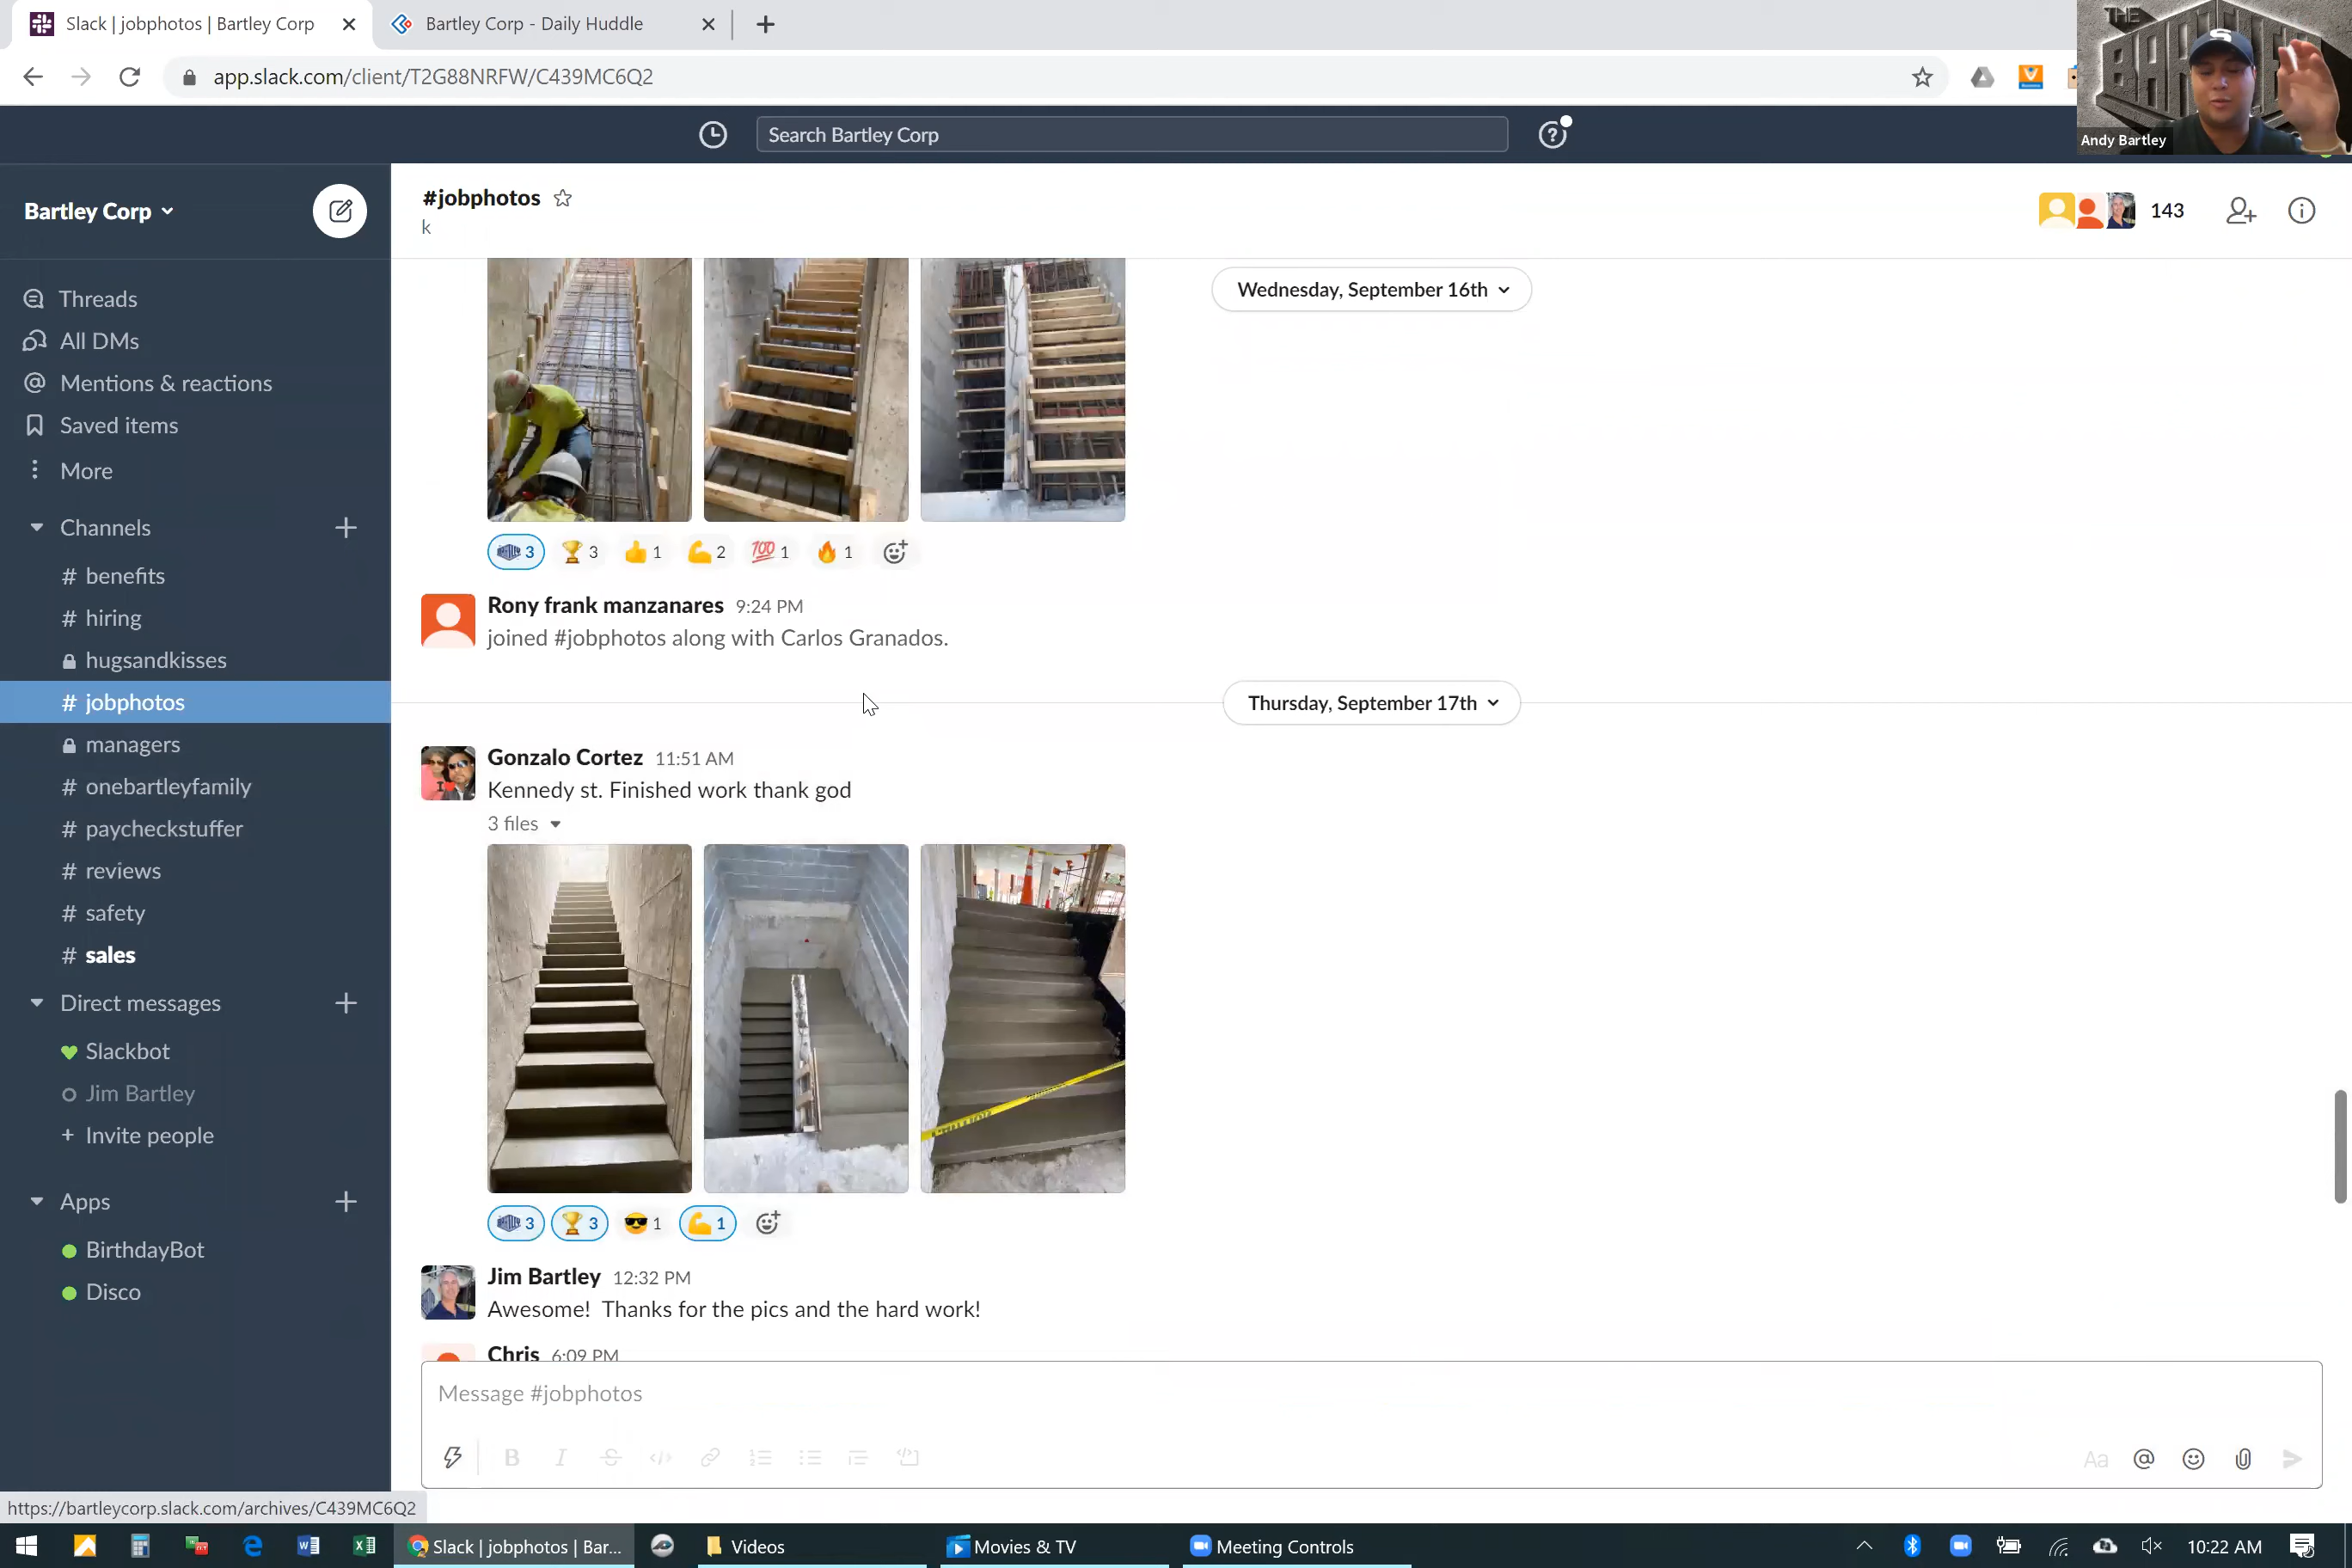 Slack | jobphotos | Bartley Corp
Bartley Corp - Daily Huddle
app.slack.com/client/T2G88NRFW/C439MC6Q2
THE
Andy Bartley
Search Bartley Corp
Bartley Corp
#jobphotos
k
143
Threads
All DMs
Mentions & reactions
Saved items
More
Channels
# benefits
# hiring
hugsandkisses
# jobphotos
managers
# onebartleyfamily
# paycheckstuffer
# reviews
# safety
# sales
Direct messages
Slackbot
Jim Bartley
+ Invite people
Apps
BirthdayBot
Disco
Wednesday, September 16th
3 3 1 2 100 1 1
Rony frank manzanares 9:24 PM
joined #jobphotos along with Carlos Granados.
Thursday, September 17th
Gonzalo Cortez 11:51 AM
Kennedy st. Finished work thank god
3 files
3 3 1 1
Jim Bartley 12:32 PM
Awesome! Thanks for the pics and the hard work!
Chris 6:09 PM
Message #jobphotos
B I S </> Aa @
https://bartleycorp.slack.com/archives/C439MC6Q2
Slack | jobphotos | Bar...
Videos
Movies & TV
Meeting Controls
10:22 AM